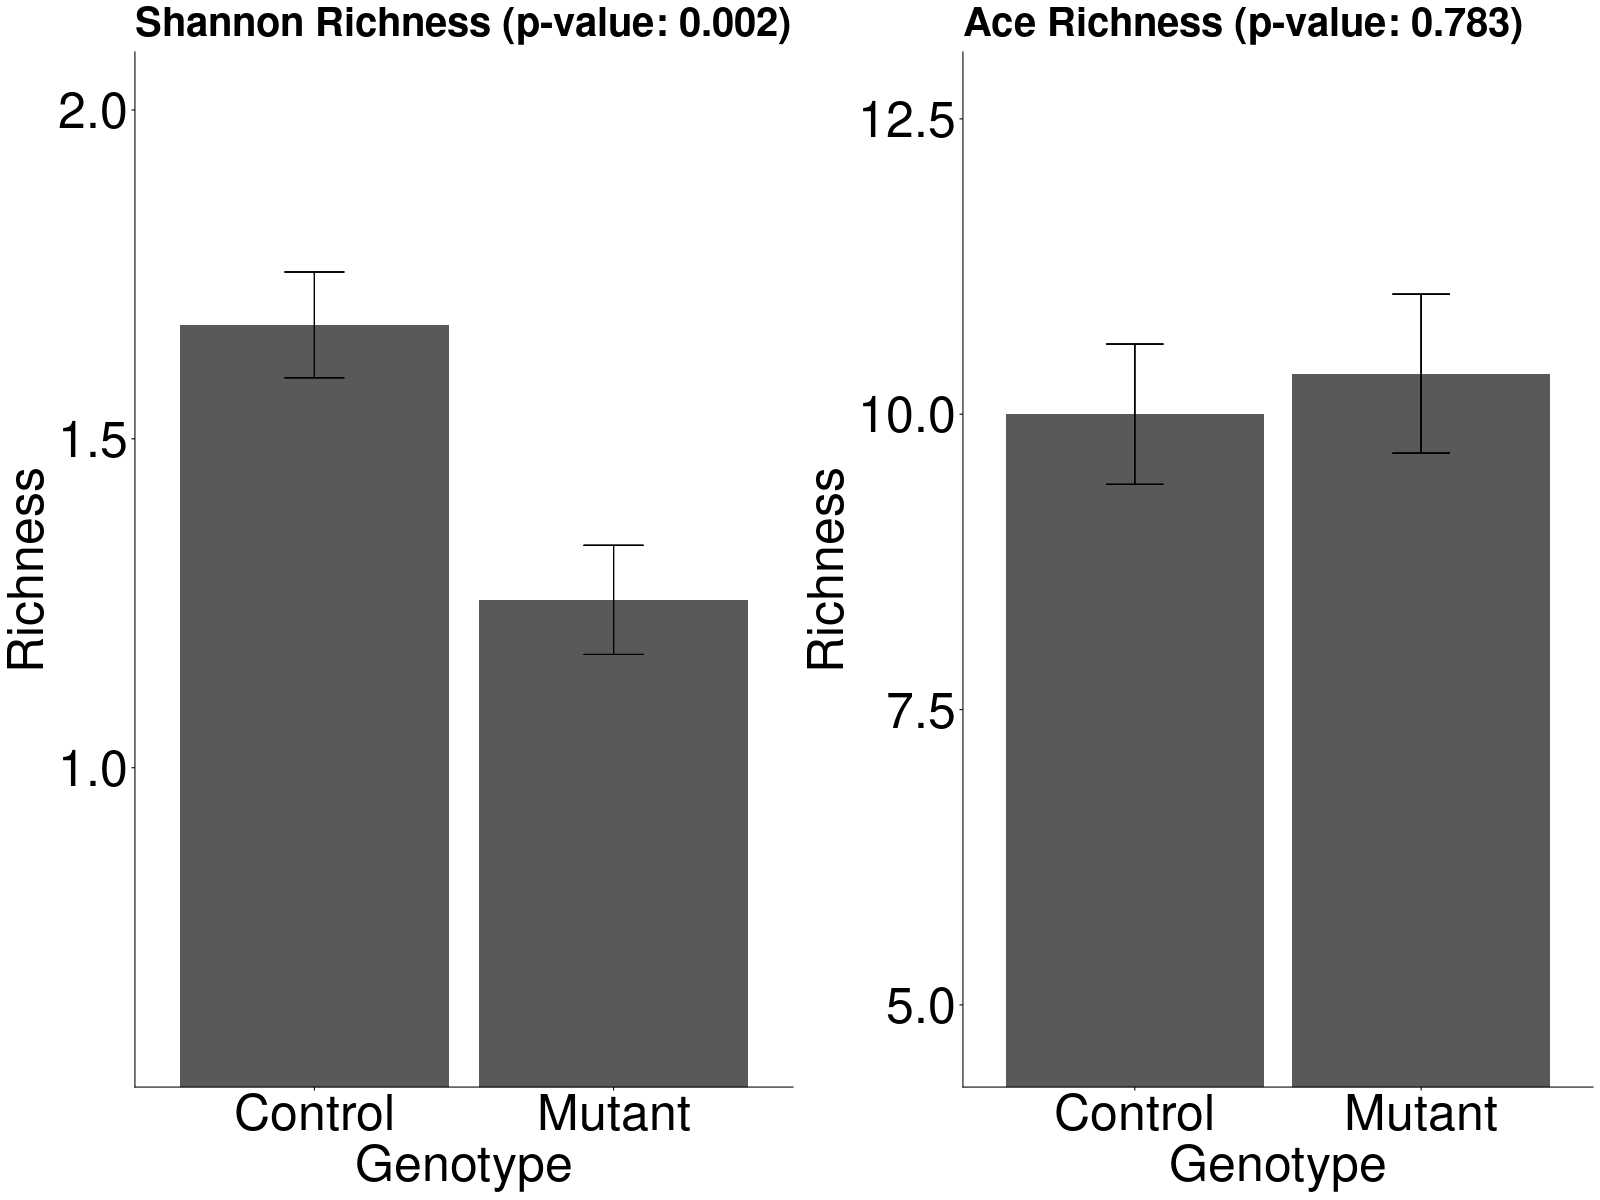 Shannon Richness (p-value: 0.002)
2.0
1.5
1.0
Richness
Control
Mutant
Genotype
Ace Richness (p-value: 0.783)
12.5
10.0
7.5
5.0
Richness
Control
Mutant
Genotype